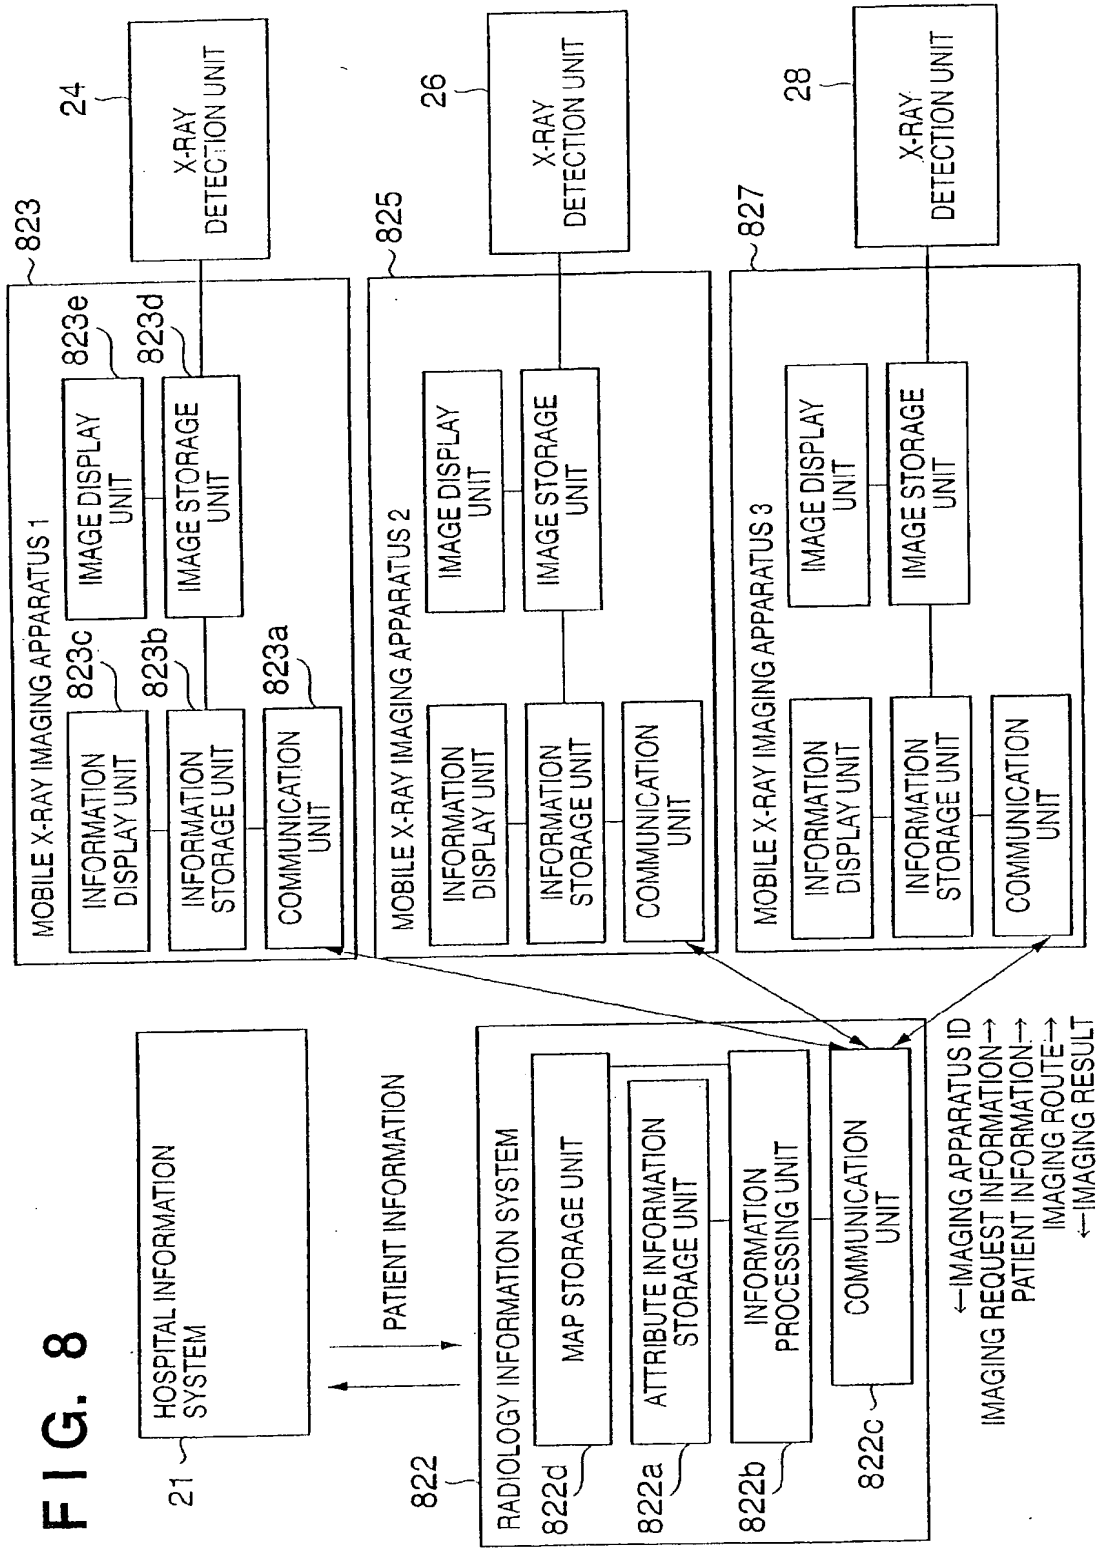 FIG. 8
21
HOSPITAL INFORMATION
SYSTEM
PATIENT INFORMATION
822
RADIOLOGY INFORMATION SYSTEM
822d
MAP STORAGE UNIT
822a
ATTRIBUTE INFORMATION
STORAGE UNIT
822b
INFORMATION
PROCESSING UNIT
822c
COMMUNICATION
UNIT
←IMAGING APPARATUS ID
IMAGING REQUEST INFORMATION→
PATIENT INFORMATION→
IMAGING ROUTE→
←IMAGING RESULT
823
MOBILE X-RAY IMAGING APPARATUS 1
823c
INFORMATION
DISPLAY UNIT
823b
INFORMATION
STORAGE UNIT
823a
COMMUNICATION
UNIT
823e
IMAGE DISPLAY
UNIT
823d
IMAGE STORAGE
UNIT
24
X-RAY
DETECTION UNIT
825
MOBILE X-RAY IMAGING APPARATUS 2
INFORMATION
DISPLAY UNIT
INFORMATION
STORAGE UNIT
COMMUNICATION
UNIT
IMAGE DISPLAY
UNIT
IMAGE STORAGE
UNIT
26
X-RAY
DETECTION UNIT
827
MOBILE X-RAY IMAGING APPARATUS 3
INFORMATION
DISPLAY UNIT
INFORMATION
STORAGE UNIT
COMMUNICATION
UNIT
IMAGE DISPLAY
UNIT
IMAGE STORAGE
UNIT
28
X-RAY
DETECTION UNIT